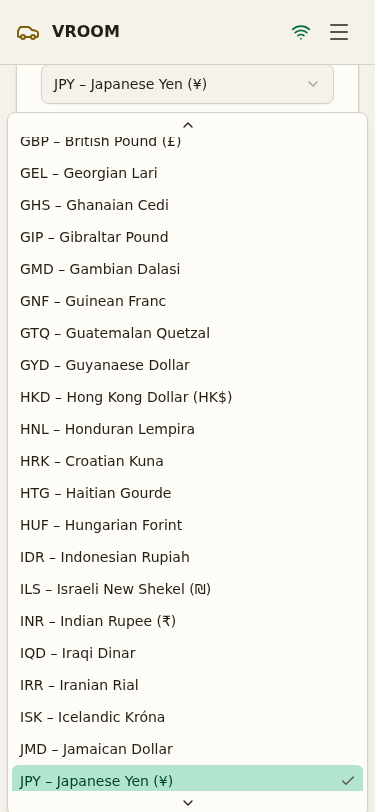 VROOM
JPY – Japanese Yen (¥)
GBP – British Pound (£)
GEL – Georgian Lari
GHS – Ghanaian Cedi
GIP – Gibraltar Pound
GMD – Gambian Dalasi
GNF – Guinean Franc
GTQ – Guatemalan Quetzal
GYD – Guyanaese Dollar
HKD – Hong Kong Dollar (HK$)
HNL – Honduran Lempira
HRK – Croatian Kuna
HTG – Haitian Gourde
HUF – Hungarian Forint
IDR – Indonesian Rupiah
ILS – Israeli New Shekel (₪)
INR – Indian Rupee (₹)
IQD – Iraqi Dinar
IRR – Iranian Rial
ISK – Icelandic Króna
JMD – Jamaican Dollar
JPY – Japanese Yen (¥)